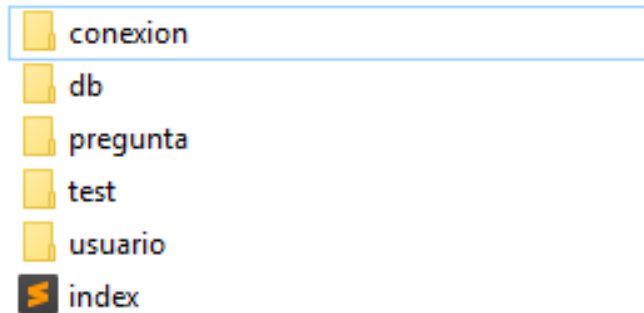 conexion
db
pregunta
test
usuario
index